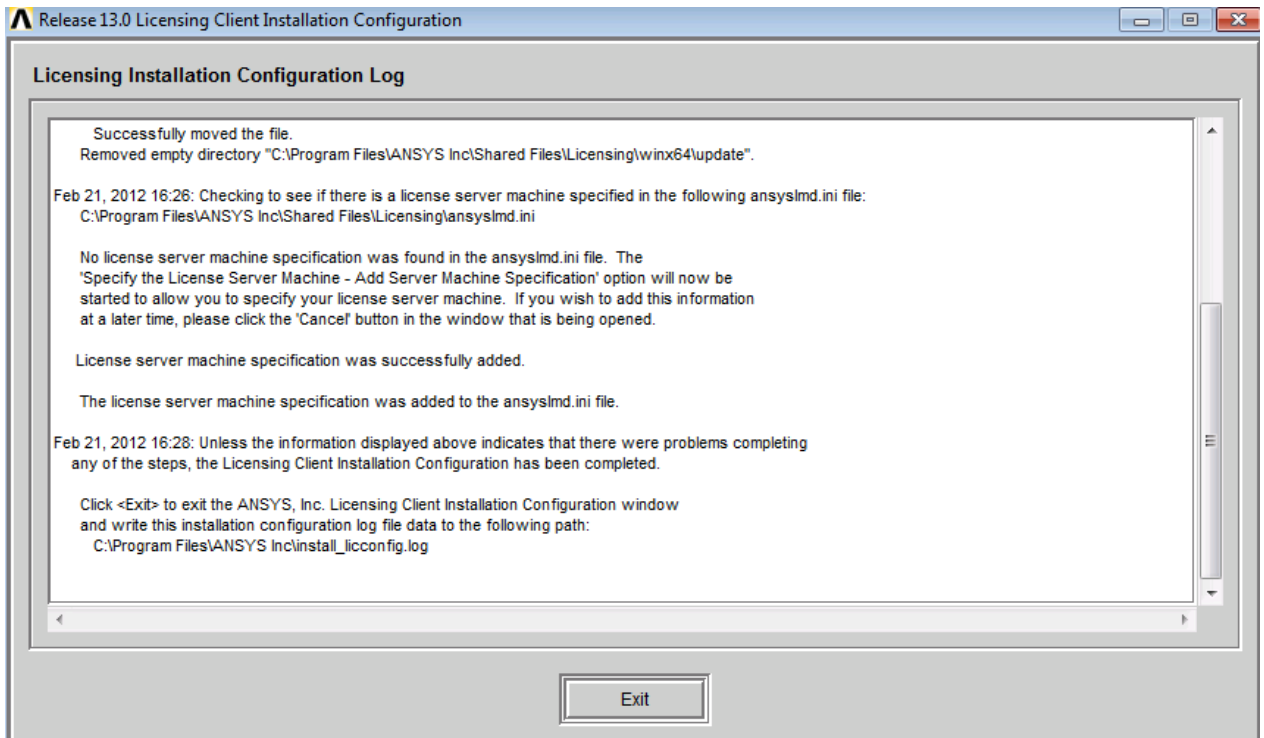 Release 13.0 Licensing Client Installation Configuration
Licensing Installation Configuration Log
Successfully moved the file.
Removed empty directory "C:\Program Files\ANSYS Inc\Shared Files\Licensing\winx64\update".
Feb 21, 2012 16:26: Checking to see if there is a license server machine specified in the following ansyslmd.ini file:
C:\Program Files\ANSYS Inc\Shared Files\Licensing\ansyslmd.ini
No license server machine specification was found in the ansyslmd.ini file. The
'Specify the License Server Machine - Add Server Machine Specification' option will now be
started to allow you to specify your license server machine. If you wish to add this information
at a later time, please click the 'Cancel' button in the window that is being opened.
License server machine specification was successfully added.
The license server machine specification was added to the ansyslmd.ini file.
Feb 21, 2012 16:28: Unless the information displayed above indicates that there were problems completing
any of the steps, the Licensing Client Installation Configuration has been completed.
Click <Exit> to exit the ANSYS, Inc. Licensing Client Installation Configuration window
and write this installation configuration log file data to the following path:
C:\Program Files\ANSYS Inc\install_licconfig.log
Exit